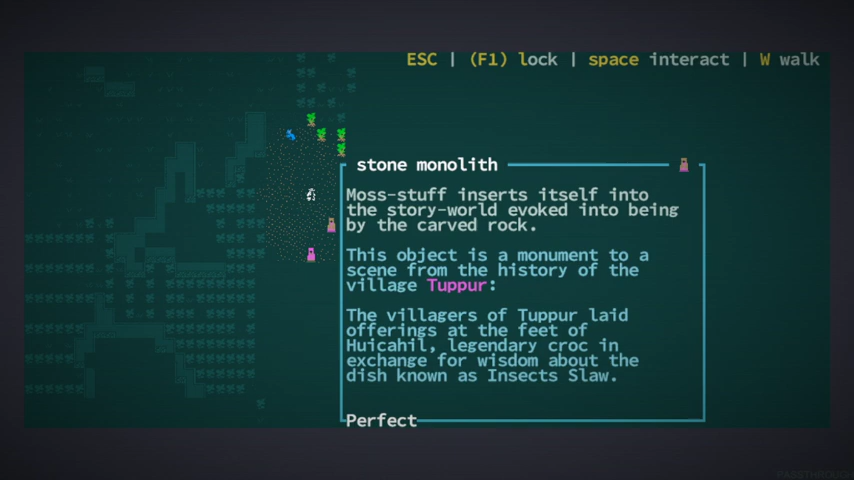 ESC | (F1) lock | space interact | W walk
stone monolith
Moss-stuff inserts itself into
the story-world evoked into being
by the carved rock.
This object is a monument to a
scene from the history of the
village Tuppur:
The villagers of Tuppur laid
offerings at the feet of
Huicahil, legendary croc in
exchange for wisdom about the
dish known as Insects Slaw.
Perfect